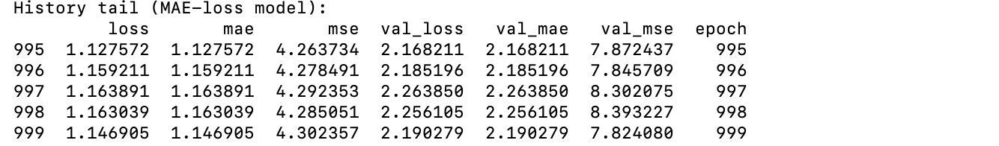 History tail (MAE-loss model):
loss mae mse val_loss val_mae val_mse epoch
995 1.127572 1.127572 4.263734 2.168211 2.168211 7.872437 995
996 1.159211 1.159211 4.278491 2.185196 2.185196 7.845709 996
997 1.163891 1.163891 4.292353 2.263850 2.263850 8.302075 997
998 1.163039 1.163039 4.285051 2.256105 2.256105 8.393227 998
999 1.146905 1.146905 4.302357 2.190279 2.190279 7.824080 999